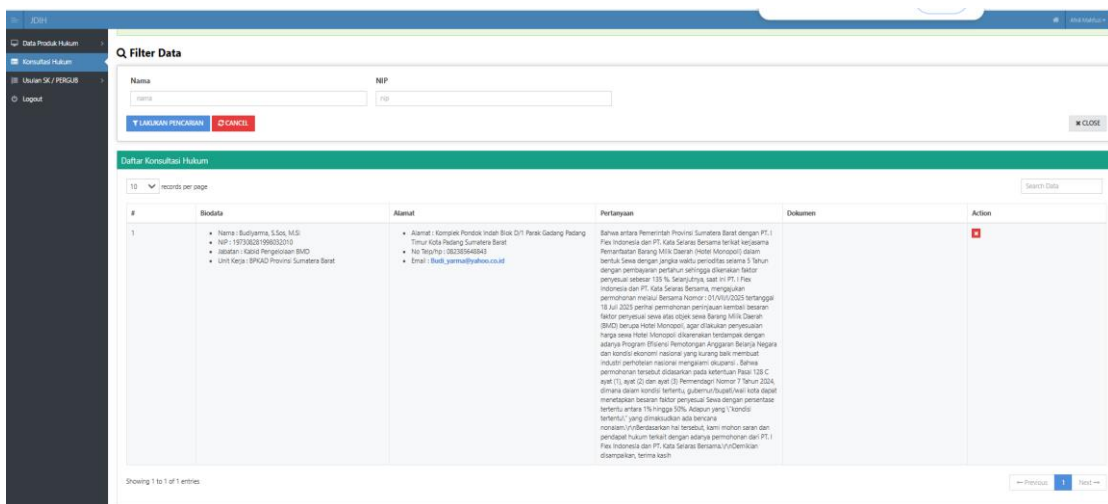 JDIH
Data Produk Hukum
Konsultasi Hukum
Usulan SK / PERGUB
Logout
Filter Data
Nama
NIP
nama
nip
LAKUKAN PENCARIAN
CANCEL
CLOSE
Daftar Konsultasi Hukum
10 records per page
Search Data
# Biodata Alamat Pertanyaan Dokumen Action
1
Nama : Budiyarma, S.Sos, M.Si
NIP : 197308281998032010
Jabatan : Kabid Pengelolaan BMD
Unit Kerja : BPKAD Provinsi Sumatera Barat
Alamat : Komplek Pondok Indah Blok D/1 Parak Gadang Padang
Timur Kota Padang Sumatera Barat
No Telp/hp : 082385648843
Email : Budi_yarma@yahoo.co.id
Bahwa antara Pemerintah Provinsi Sumatera Barat dengan PT. I
Flex Indonesia dan PT. Kata Selaras Bersama terikat kerjasama
Pemanfaatan Barang Milik Daerah (Hotel Monopoli) dalam
bentuk Sewa dengan jangka waktu perioditas selama 5 Tahun
dengan pembayaran pertahun sehingga dikenakan faktor
penyesuai sebesar 135 %. Selanjutnya, saat ini PT. I Flex
Indonesia dan PT. Kata Selaras Bersama, mengajukan
permohonan melalui Bersama Nomor : 01/VII/I/2025 tertanggal
18 Juli 2025 perihal permohonan peninjauan kembali besaran
faktor penyesuai sewa atas objek sewa Barang Milik Daerah
(BMD) berupa Hotel Monopoli, agar dilakukan penyesuaian
harga sewa Hotel Monopoli dikarenakan terdampak dengan
adanya Program Efisiensi Pemotongan Anggaran Belanja Negara
dan kondisi ekonomi nasional yang kurang baik membuat
industri perhotelan nasional mengalami okupansi . Bahwa
permohonan tersebut didasarkan pada ketentuan Pasal 128 C
ayat (1), ayat (2) dan ayat (3) Permendagri Nomor 7 Tahun 2024,
dimana dalam kondisi tertentu, gubernur/bupati/wali kota dapat
menetapkan besaran faktor penyesuai Sewa dengan persentase
tertentu antara 1% hingga 50%. Adapun yang \"kondisi
tertentu\" yang dimaksudkan ada bencana
nonalam.\r\nBerdasarkan hal tersebut, kami mohon saran dan
pendapat hukum terkait dengan adanya permohonan dari PT. I
Flex Indonesia dan PT. Kata Selaras Bersama.\r\nDemikian
disampaikan, terima kasih
Showing 1 to 1 of 1 entries
← Previous 1 Next →